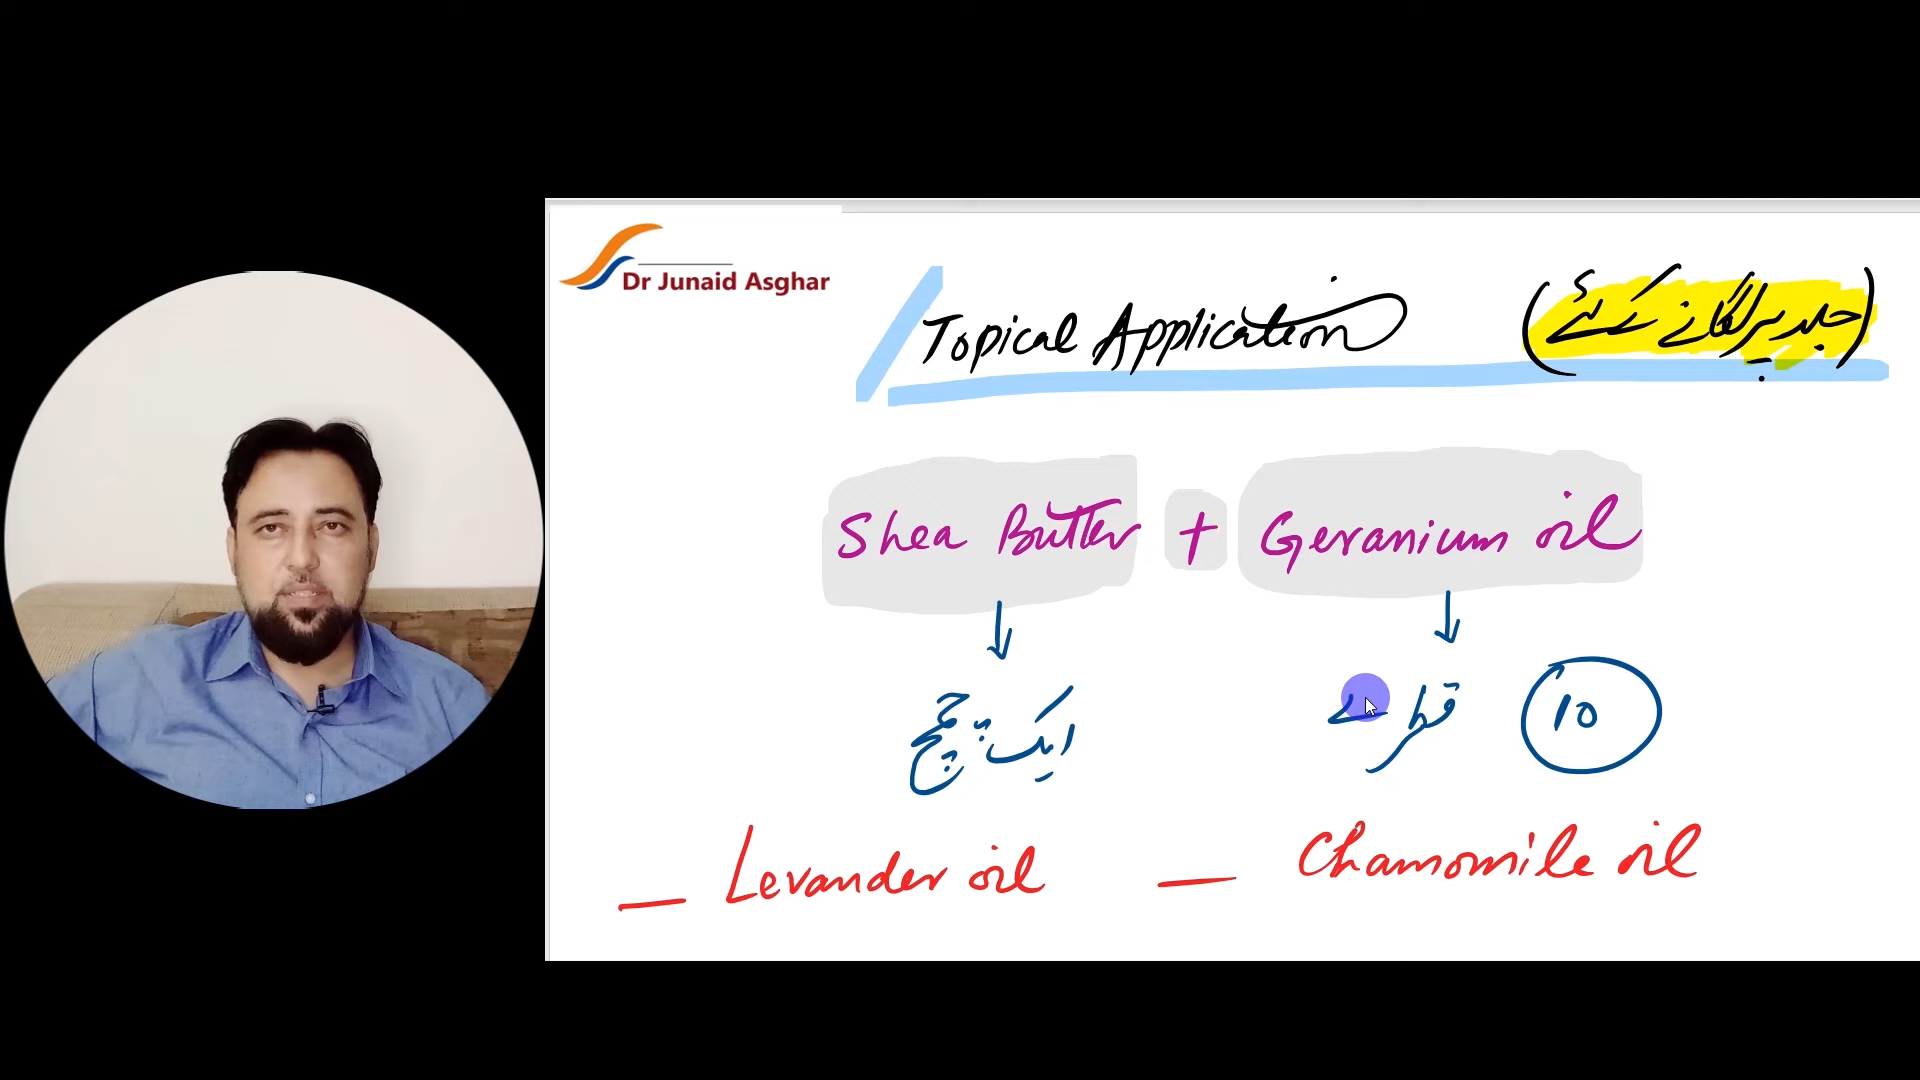 Dr Junaid Asghar
Topical Application (جلد پر لگانے کے لئے)
Shea Butter + Geranium oil
ایک چمچ
10 قطرے
_ Levander oil _ Chamomile oil